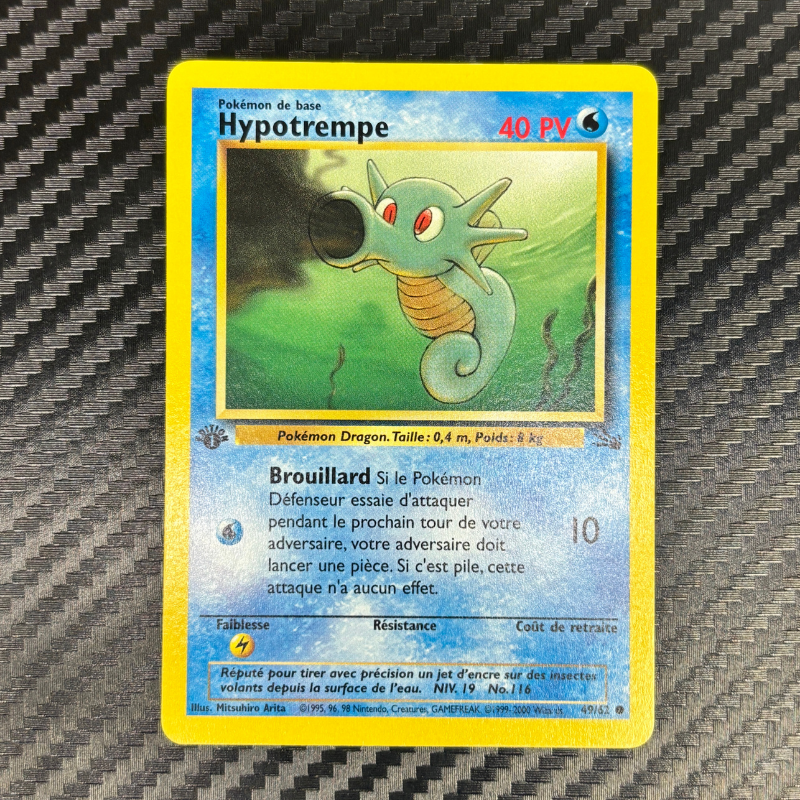 Pokémon de base
Hypotrempe 40 PV
EDITION 1
Pokémon Dragon. Taille: 0,4 m, Poids: 8 kg
Brouillard Si le Pokémon
Défenseur essaie d'attaquer
pendant le prochain tour de votre
adversaire, votre adversaire doit
lancer une pièce. Si c'est pile, cette
attaque n'a aucun effet.
10
Faiblesse Résistance Coût de retraite
Réputé pour tirer avec précision un jet d'encre sur des insectes
volants depuis la surface de l'eau. NIV. 19 No. 116
Illus. Mitsuhiro Arita ©1995, 96, 98 Nintendo, Creatures, GAMEFREAK. ©1999-2000 Wizards. 49/62